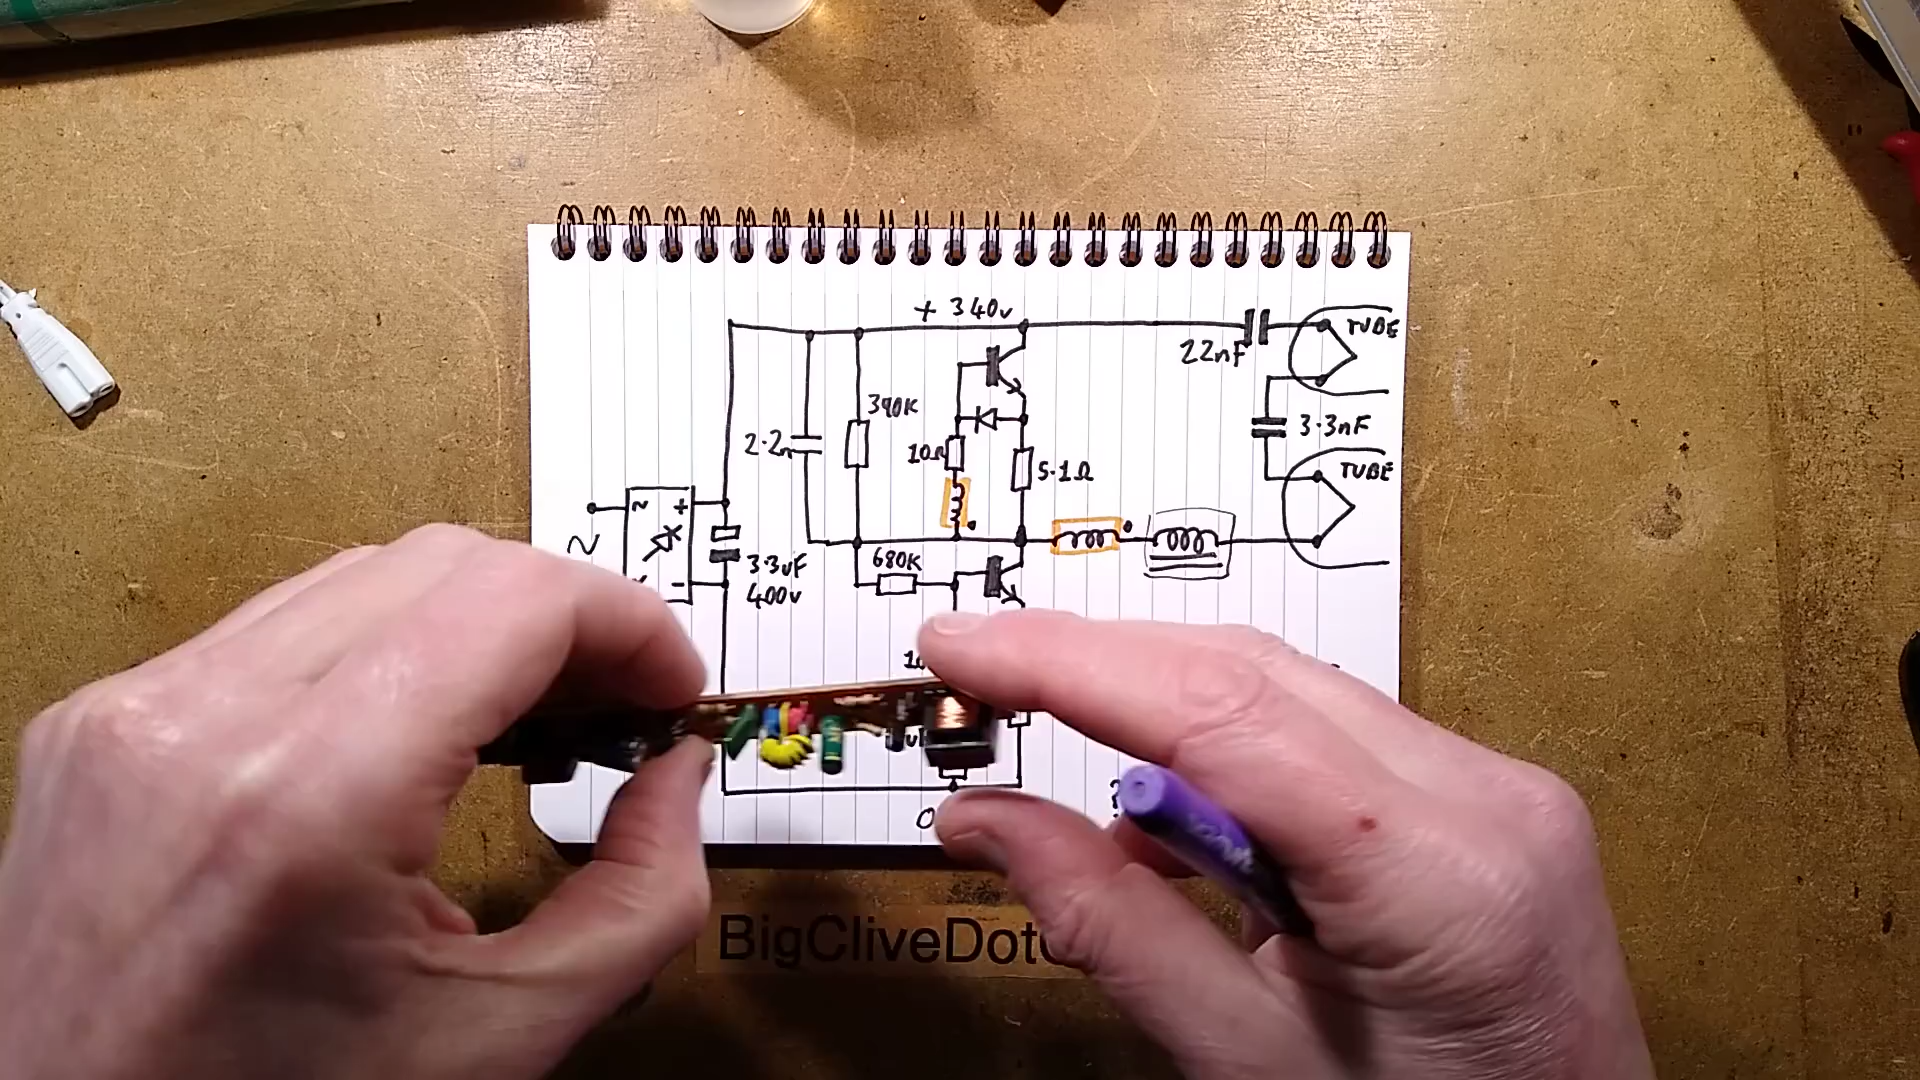 + 340v
TUBE
22nF
390K
2.2n
10Ω
5.1Ω
3.3nF
TUBE
~ +
~
680K
3.3uF
400v
-
BigCliveDot